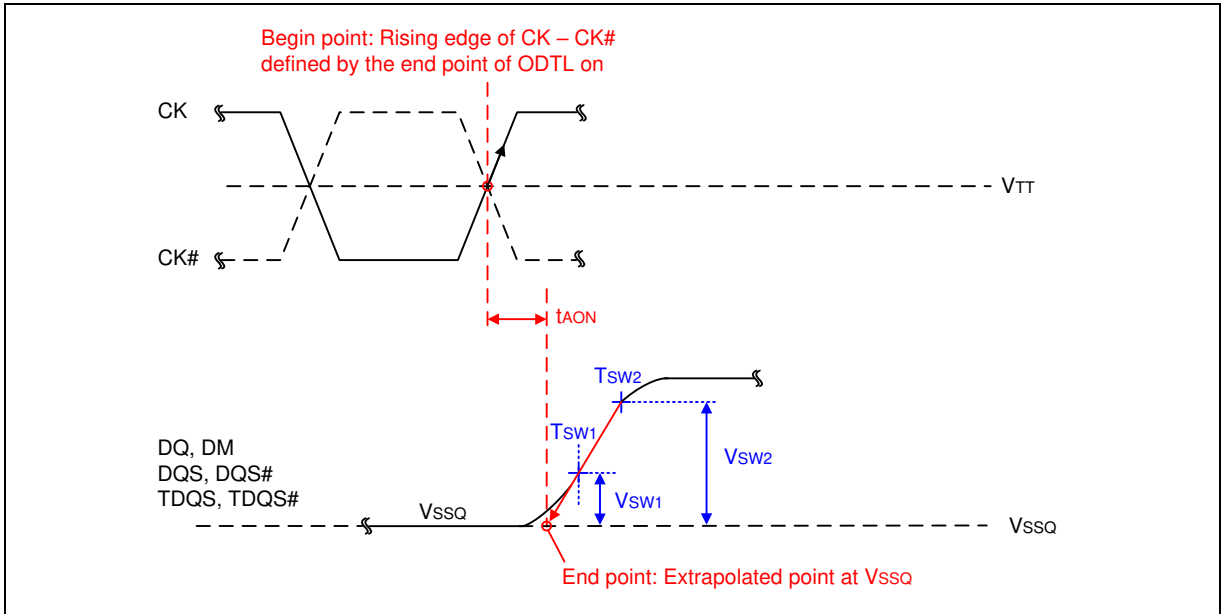 Begin point: Rising edge of CK – CK#
defined by the end point of ODTL on
CK
VTT
CK#
tAON
TSW2
TSW1
DQ, DM
DQS, DQS#
TDQS, TDQS#
VSW2
VSW1
VSSQ
VSSQ
End point: Extrapolated point at VSSQ